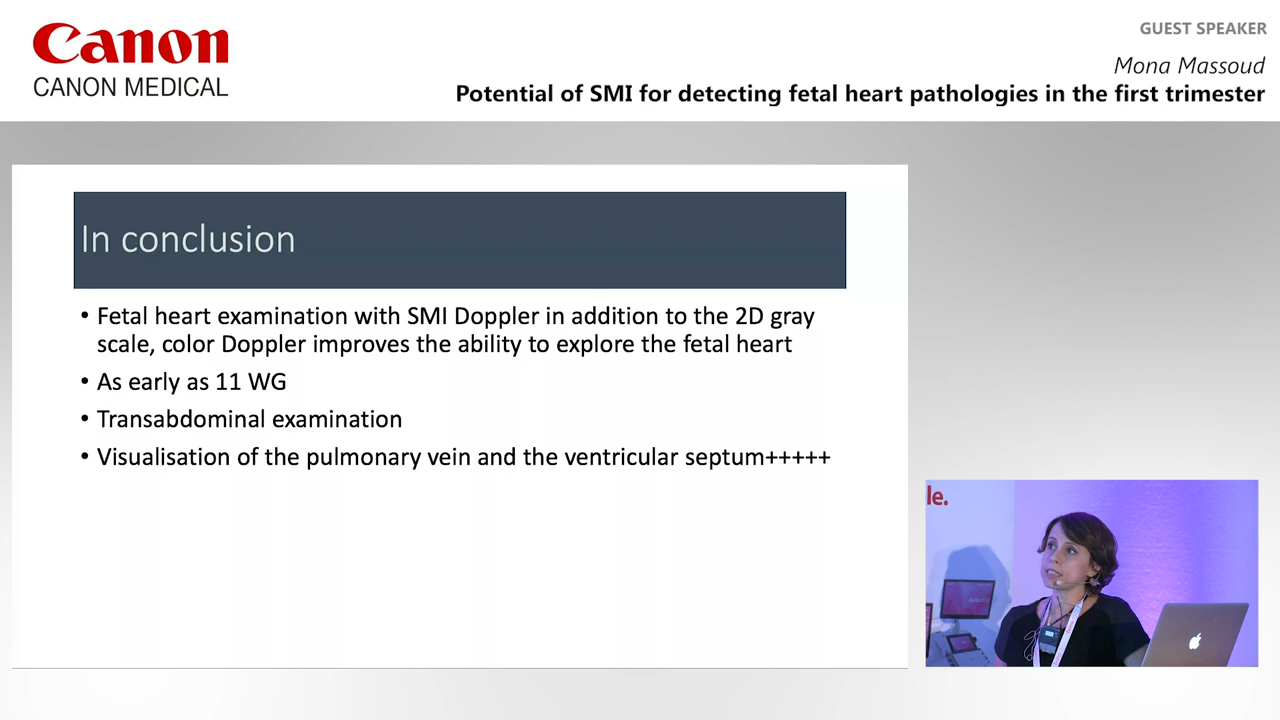 Canon
CANON MEDICAL
GUEST SPEAKER
Mona Massoud
Potential of SMI for detecting fetal heart pathologies in the first trimester
In conclusion
• Fetal heart examination with SMI Doppler in addition to the 2D gray
scale, color Doppler improves the ability to explore the fetal heart
• As early as 11 WG
• Transabdominal examination
• Visualisation of the pulmonary vein and the ventricular septum+++++
le.